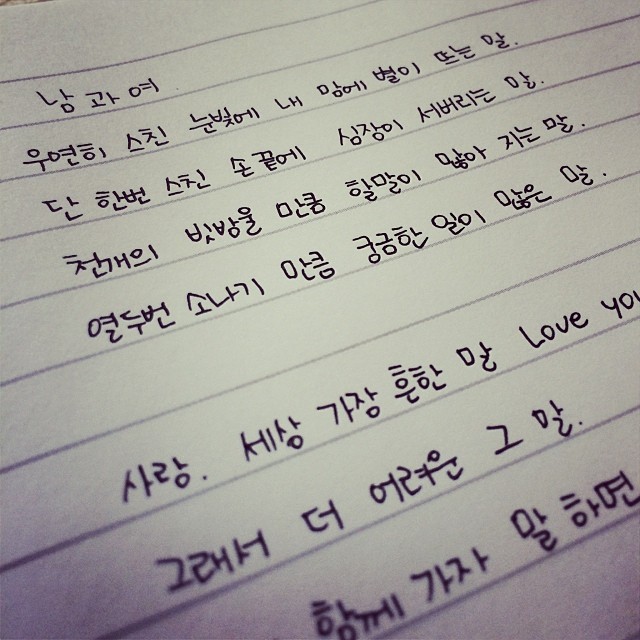 남 과 여
우연히 스친 눈빛에 내 맘에 별이 뜨는 말.
단 한번 스친 손끝에 심장이 서버리는 말.
천개의 빗방울 만큼 할말이 많아 지는 말.
열두번 소나기 만큼 궁금한 일이 많은 말.
사랑. 세상 가장 흔한 말 Love you
그래서 더 어려운 그 말.
함께 가자 말하면